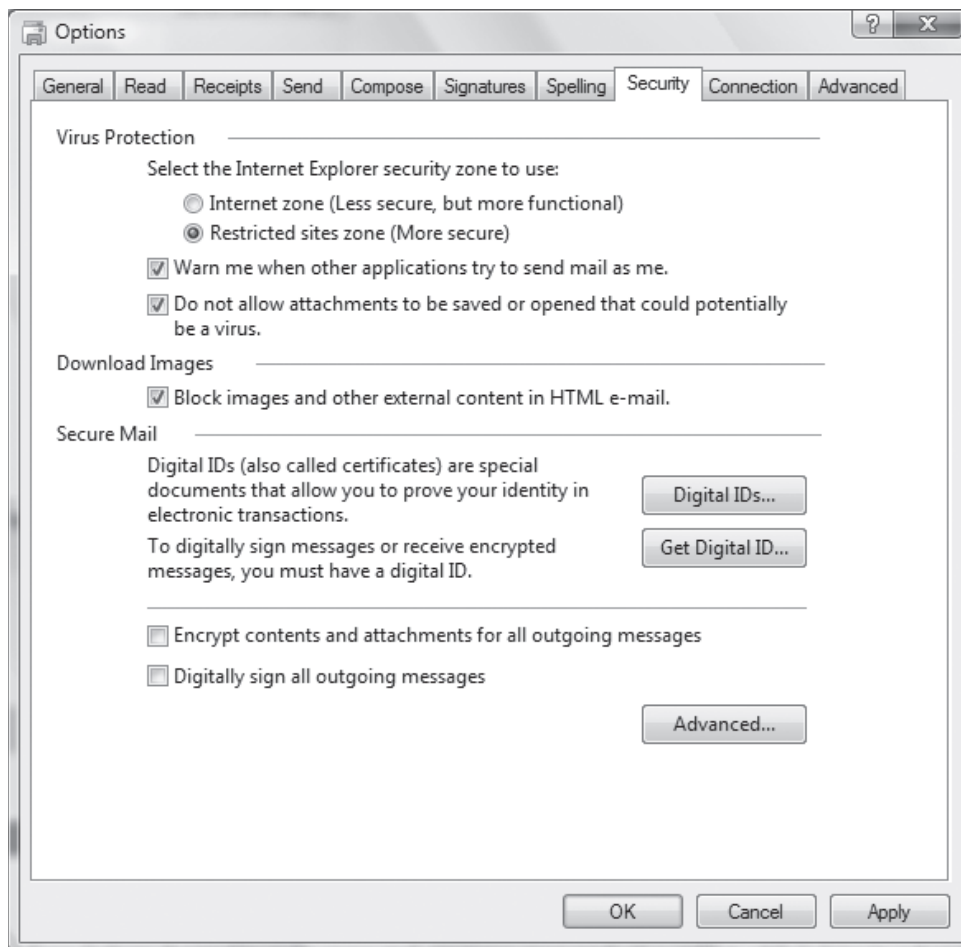 Options
General Read Receipts Send Compose Signatures Spelling Security Connection Advanced
Virus Protection
Select the Internet Explorer security zone to use:
Internet zone (Less secure, but more functional)
Restricted sites zone (More secure)
Warn me when other applications try to send mail as me.
Do not allow attachments to be saved or opened that could potentially
be a virus.
Download Images
Block images and other external content in HTML e-mail.
Secure Mail
Digital IDs (also called certificates) are special
documents that allow you to prove your identity in
electronic transactions.
Digital IDs...
To digitally sign messages or receive encrypted
messages, you must have a digital ID.
Get Digital ID...
Encrypt contents and attachments for all outgoing messages
Digitally sign all outgoing messages
Advanced...
OK Cancel Apply